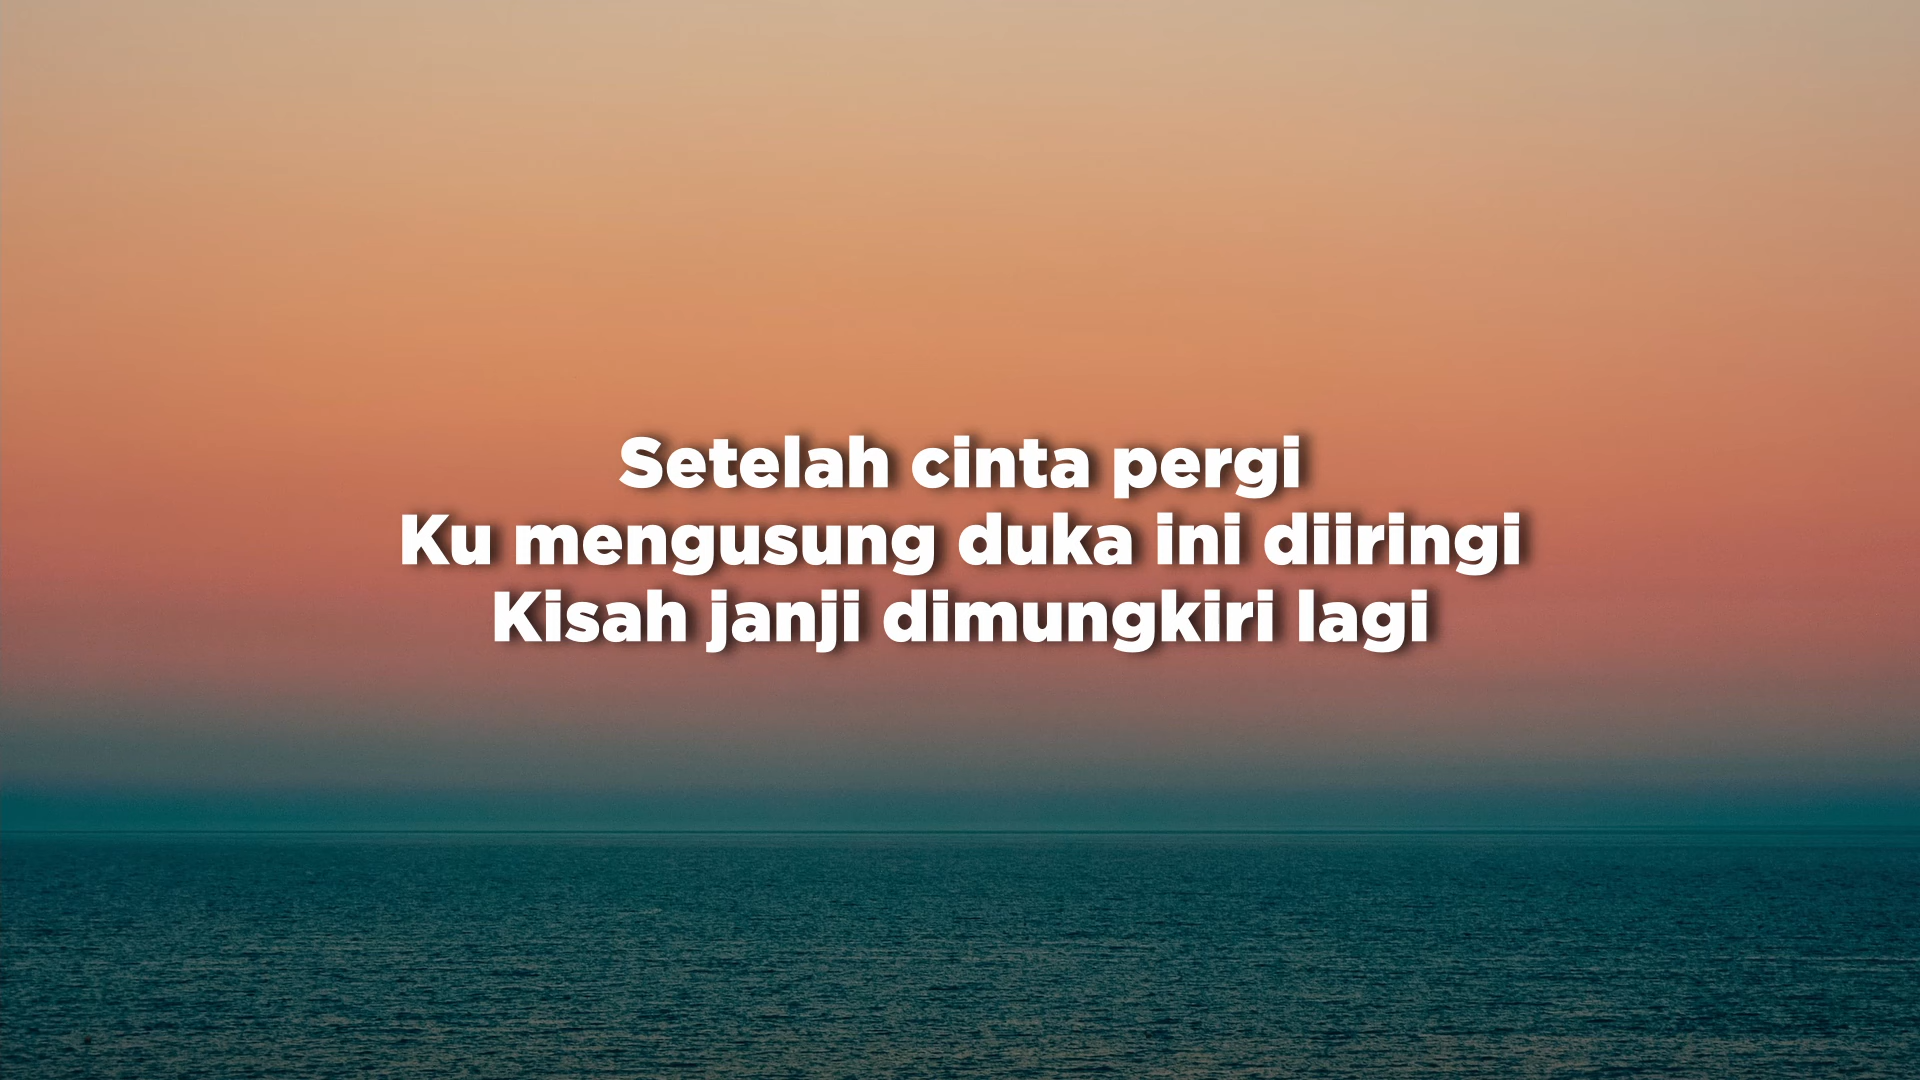 Setelah cinta pergi
Ku mengusung duka ini diiringi
Kisah janji dimungkiri lagi